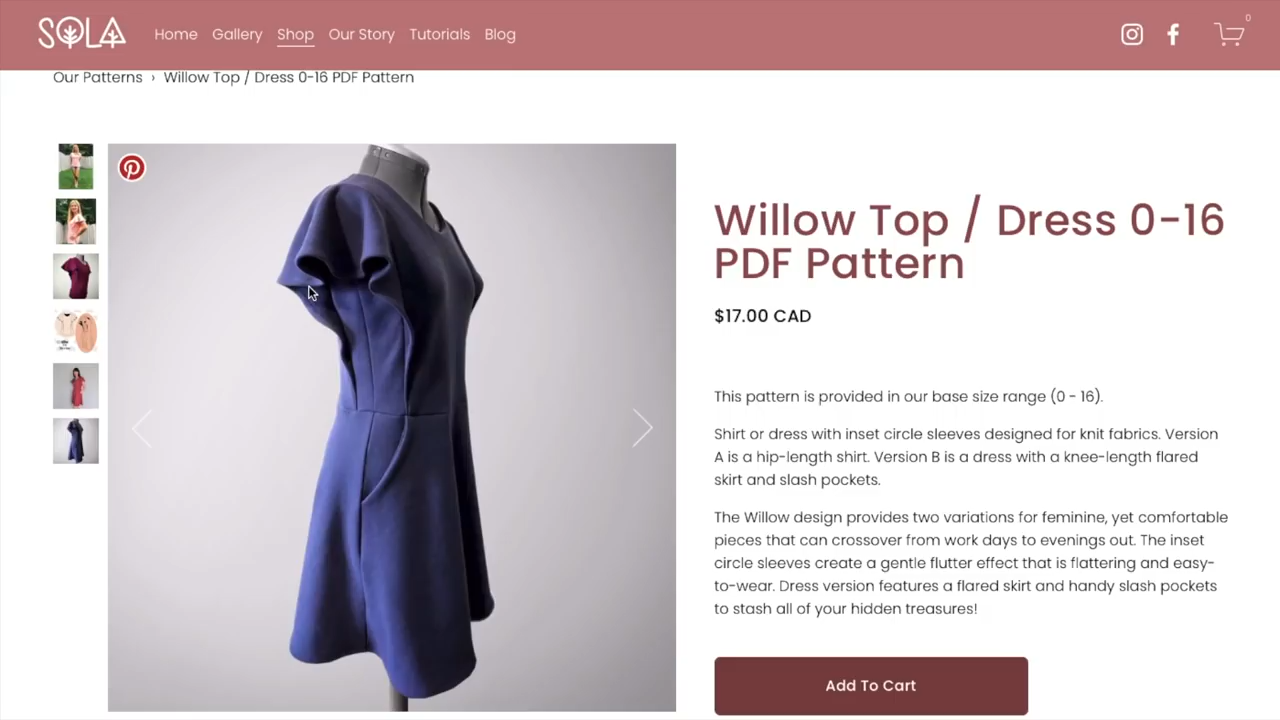 SOLA
Home Gallery Shop Our Story Tutorials Blog
0
Our Patterns › Willow Top / Dress 0-16 PDF Pattern
Willow Top / Dress 0-16
PDF Pattern
$17.00 CAD
This pattern is provided in our base size range (0 - 16).
Shirt or dress with inset circle sleeves designed for knit fabrics. Version
A is a hip-length shirt. Version B is a dress with a knee-length flared
skirt and slash pockets.
The Willow design provides two variations for feminine, yet comfortable
pieces that can crossover from work days to evenings out. The inset
circle sleeves create a gentle flutter effect that is flattering and easy-
to-wear. Dress version features a flared skirt and handy slash pockets
to stash all of your hidden treasures!
Add To Cart